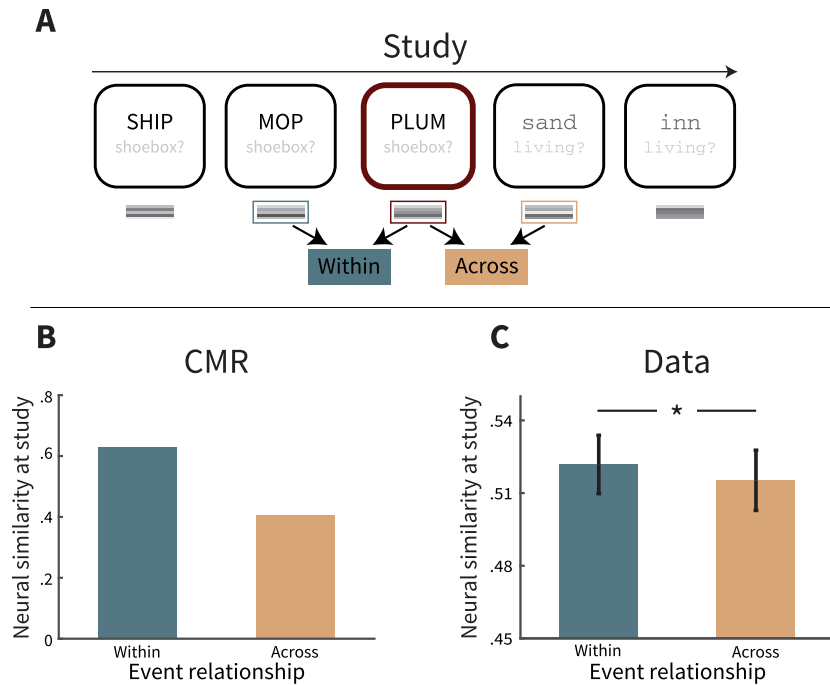 A
Study
SHIP
shoebox?
MOP
shoebox?
PLUM
shoebox?
sand
living?
inn
living?
Within
Across
B
CMR
Neural similarity at study
.8
.6
.4
.2
0
Within
Across
Event relationship
C
Data
Neural similarity at study
.54
.51
.48
.45
*
Within
Across
Event relationship